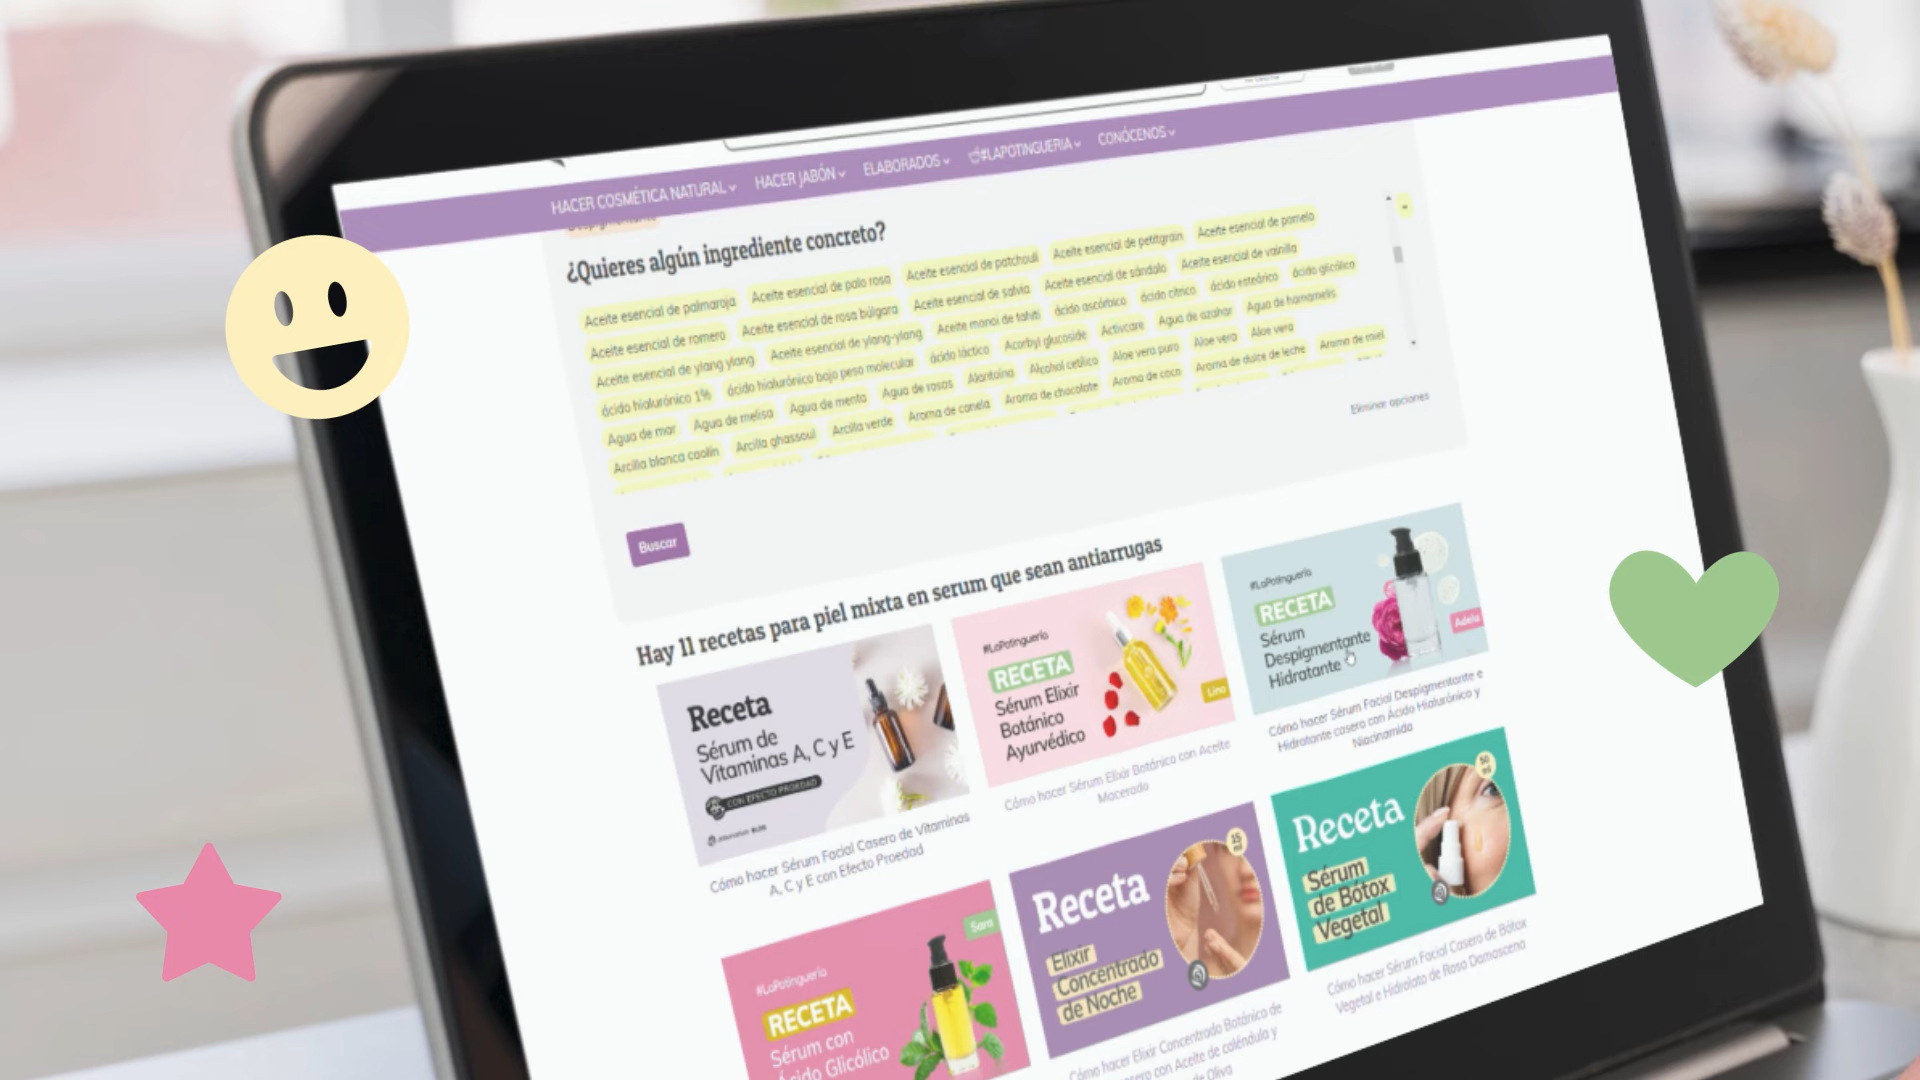 HACER COSMÉTICA NATURAL
HACER JABÓN
ELABORADOS
#LAPOTINGUERIA
CONÓCENOS
¿Quieres algún ingrediente concreto?
Aceite esencial de palmaroja Aceite esencial de palo rosa Aceite esencial de patchouli Aceite esencial de petitgrain Aceite esencial de pomelo
Aceite esencial de romero Aceite esencial de rosa búlgara Aceite esencial de salvia Aceite esencial de sándalo Aceite esencial de vainilla
Aceite esencial de ylang ylang Aceite esencial de ylang-ylang Aceite monoi de tahiti ácido ascórbico ácido cítrico ácido esteárico ácido glicólico
ácido hialurónico 1% ácido hialurónico bajo peso molecular ácido láctico Acorbyl glucoside Activcare Agua de azahar Agua de hamamelis
Agua de mar Agua de melisa Agua de menta Agua de rosas Alantoína Alcohol cetílico Aloe vera puro Aloe vera Aloe vera
Arcilla blanca caolin Arcilla ghassoul Arcilla verde Aroma de canela Aroma de chocolate Aroma de coco Aroma de dulce de leche Aroma de miel
Eliminar opciones
Buscar
Hay 11 recetas para piel mixta en serum que sean antiarrugas
Receta
Sérum de
Vitaminas A, C y E
CON EFECTO PROEDAD
BLOG
Cómo hacer Sérum Facial Casero de Vitaminas
A, C y E con Efecto Proedad
#LaPotinguería
RECETA
Sérum Elixir
Botánico
Ayurvédico
Lina
Cómo hacer Sérum Elixir Botánico con Aceite
Macerado
#LaPotinguería
RECETA
Sérum
Despigmentante
Hidratante
Adela
Cómo hacer Sérum Facial Despigmentante e
Hidratante casero con Ácido Hialurónico y
Niacinamida
#LaPotinguería
RECETA
Sérum con
Ácido Glicólico
Sara
Receta
Elixir
Concentrado
de Noche
15
ml
Cómo hacer Elixir Concentrado Botánico de
casero con Aceite de caléndula y
de Oliva
Receta
Sérum
de Bótox
Vegetal
50
ml
Cómo hacer Sérum Facial Casero de Bótox
Vegetal e Hidrolato de Rosa Damascena